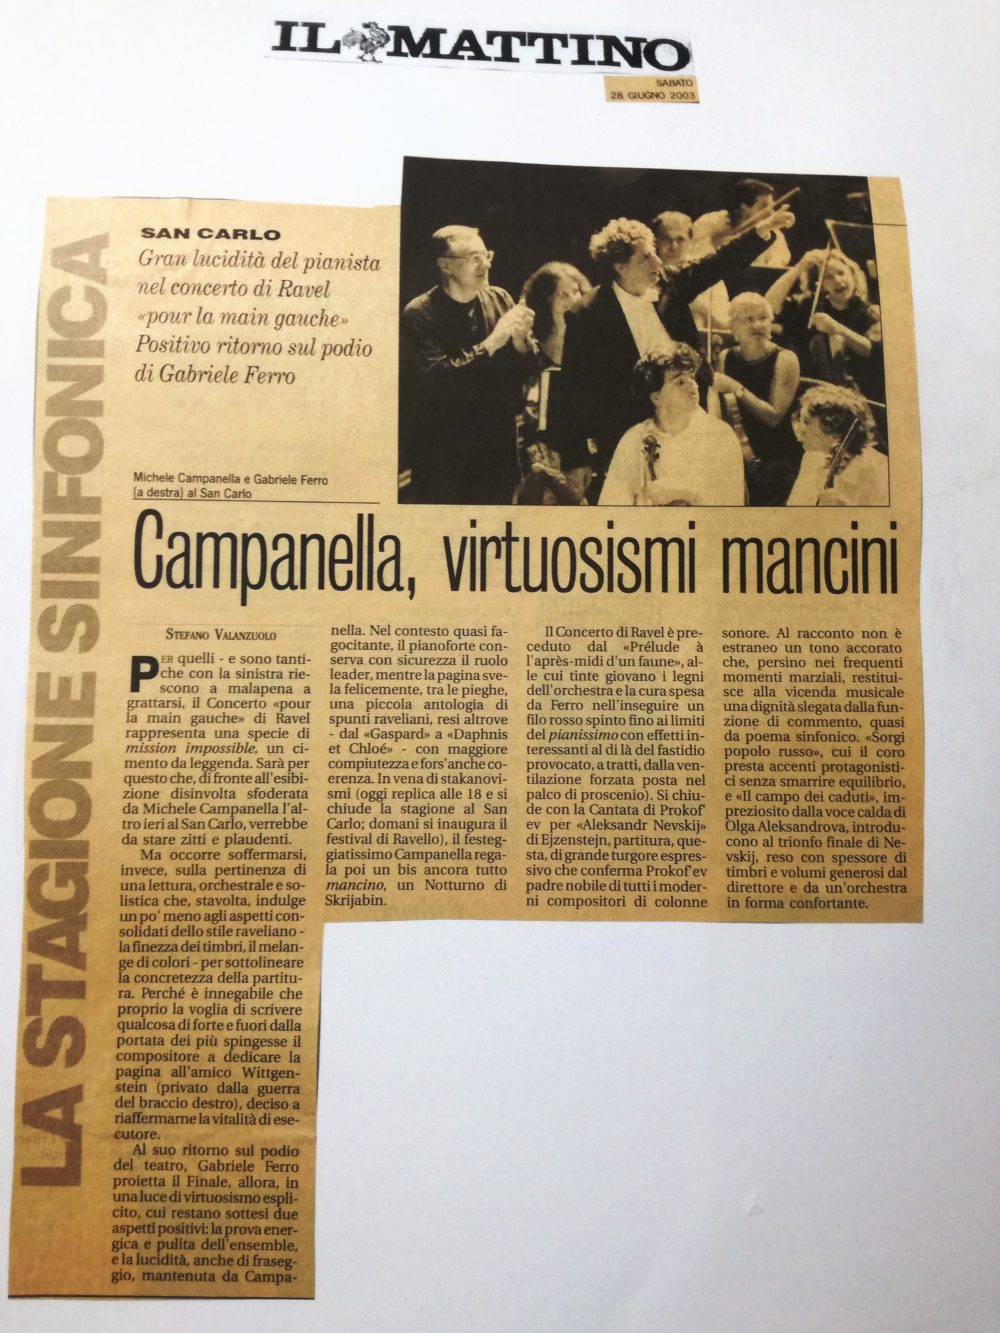 IL MATTINO
SABATO
28 GIUGNO 2003
LA STAGIONE SINFONICA
SAN CARLO
Gran lucidità del pianista
nel concerto di Ravel
«pour la main gauche»
Positivo ritorno sul podio
di Gabriele Ferro
Michele Campanella e Gabriele Ferro
(a destra) al San Carlo
Campanella, virtuosismi mancini
STEFANO VALANZUOLO
PER quelli - e sono tanti-
che con la sinistra rie-
scono a malapena a
grattarsi, il Concerto «pour
la main gauche» di Ravel
rappresenta una specie di
mission impossible, un ci-
mento da leggenda. Sarà per
questo che, di fronte all'esibi-
zione disinvolta sfoderata
da Michele Campanella l'al-
tro ieri al San Carlo, verrebbe
da stare zitti e plaudenti.
Ma occorre soffermarsi,
invece, sulla pertinenza di
una lettura, orchestrale e so-
listica che, stavolta, indulge
un po' meno agli aspetti con-
solidati dello stile raveliano -
la finezza dei timbri, il melan-
ge di colori - per sottolineare
la concretezza della partitu-
ra. Perché è innegabile che
proprio la voglia di scrivere
qualcosa di forte e fuori dalla
portata dei più spingesse il
compositore a dedicare la
pagina all'amico Wittgen-
stein (privato dalla guerra
del braccio destro), deciso a
riaffermarne la vitalità di ese-
cutore.
Al suo ritorno sul podio
del teatro, Gabriele Ferro
proietta il Finale, allora, in
una luce di virtuosismo espli-
cito, cui restano sottesi due
aspetti positivi: la prova ener-
gica e pulita dell'ensemble,
e la lucidità, anche di fraseg-
gio, mantenuta da Campa-
nella. Nel contesto quasi fa-
gocitante, il pianoforte con-
serva con sicurezza il ruolo
leader, mentre la pagina sve-
la felicemente, tra le pieghe,
una piccola antologia di
spunti raveliani, resi altrove
- dal «Gaspard» a «Daphnis
et Chloé» - con maggiore
compiutezza e fors'anche co-
erenza. In vena di stakanovi-
smi (oggi replica alle 18 e si
chiude la stagione al San
Carlo; domani si inaugura il
festival di Ravello), il festeg-
giatissimo Campanella rega-
la poi un bis ancora tutto
mancino, un Notturno di
Skrijabin.
Il Concerto di Ravel è pre-
ceduto dal «Prélude à
l'après-midi d'un faune», al-
le cui tinte giovano i legni
dell'orchestra e la cura spesa
da Ferro nell'inseguire un
filo rosso spinto fino ai limiti
del pianissimo con effetti in-
teressanti al di là del fastidio
provocato, a tratti, dalla ven-
tilazione forzata posta nel
palco di proscenio). Si chiu-
de con la Cantata di Prokof'
ev per «Aleksandr Nevskij»
di Ejzenstejn, partitura, que-
sta, di grande turgore espres-
sivo che conferma Prokof'ev
padre nobile di tutti i moder-
ni compositori di colonne
sonore. Al racconto non è
estraneo un tono accorato
che, persino nei frequenti
momenti marziali, restitui-
sce alla vicenda musicale
una dignità slegata dalla fun-
zione di commento, quasi
da poema sinfonico. «Sorgi
popolo russo», cui il coro
presta accenti protagonisti-
ci senza smarrire equilibrio,
e «Il campo dei caduti», im-
preziosito dalla voce calda di
Olga Aleksandrova, introdu-
cono al trionfo finale di Ne-
vskij, reso con spessore di
timbri e volumi generosi dal
direttore e da un'orchestra
in forma confortante.